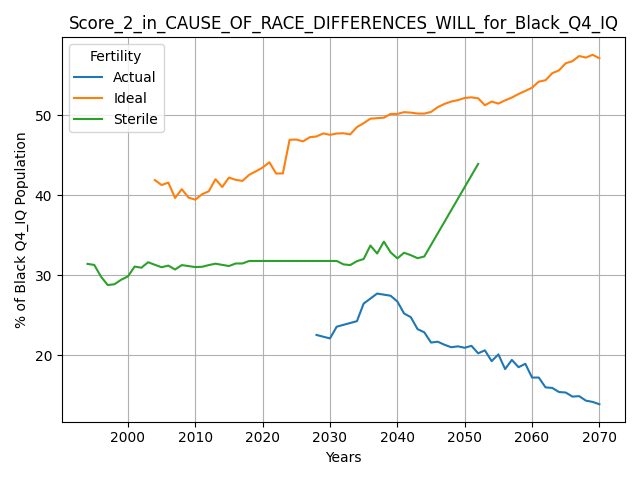 Score_2_in_CAUSE_OF_RACE_DIFFERENCES_WILL_for_Black_Q4_IQ
Fertility
Actual
Ideal
Sterile
% of Black Q4_IQ Population
50
40
30
20
2000 2010 2020 2030 2040 2050 2060 2070
Years